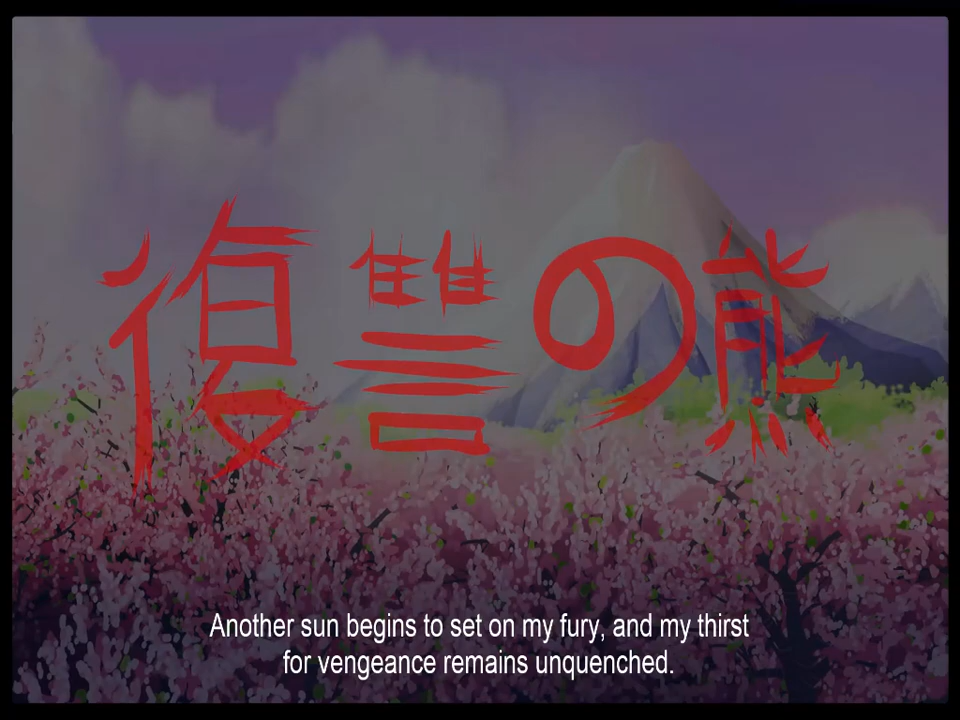 復讐の熊
Another sun begins to set on my fury, and my thirst
for vengeance remains unquenched.